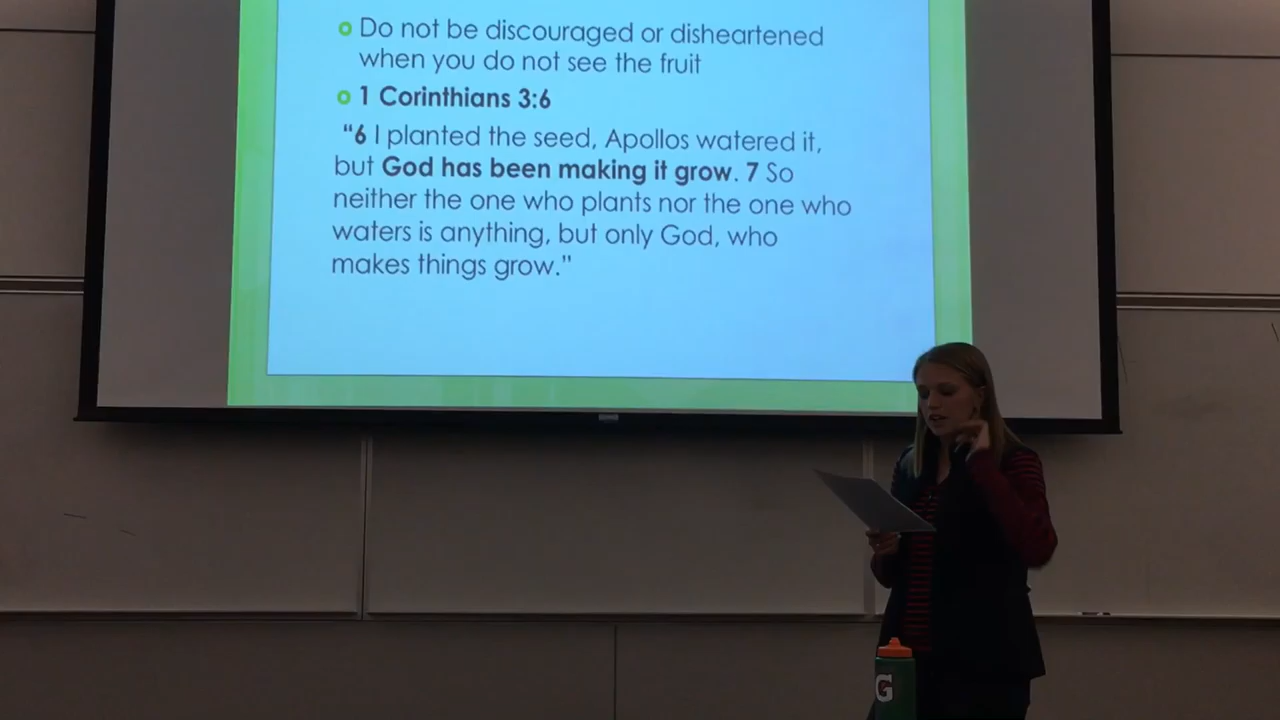 Do not be discouraged or disheartened
when you do not see the fruit
1 Corinthians 3:6
“6 I planted the seed, Apollos watered it,
but God has been making it grow. 7 So
neither the one who plants nor the one who
waters is anything, but only God, who
makes things grow.”
G